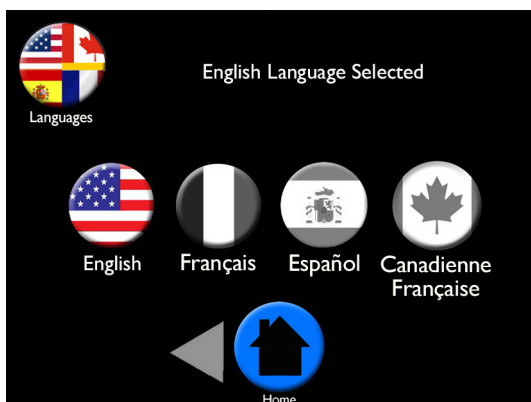 English Language Selected
Languages
English
Français
Español
Canadienne
Française
Home